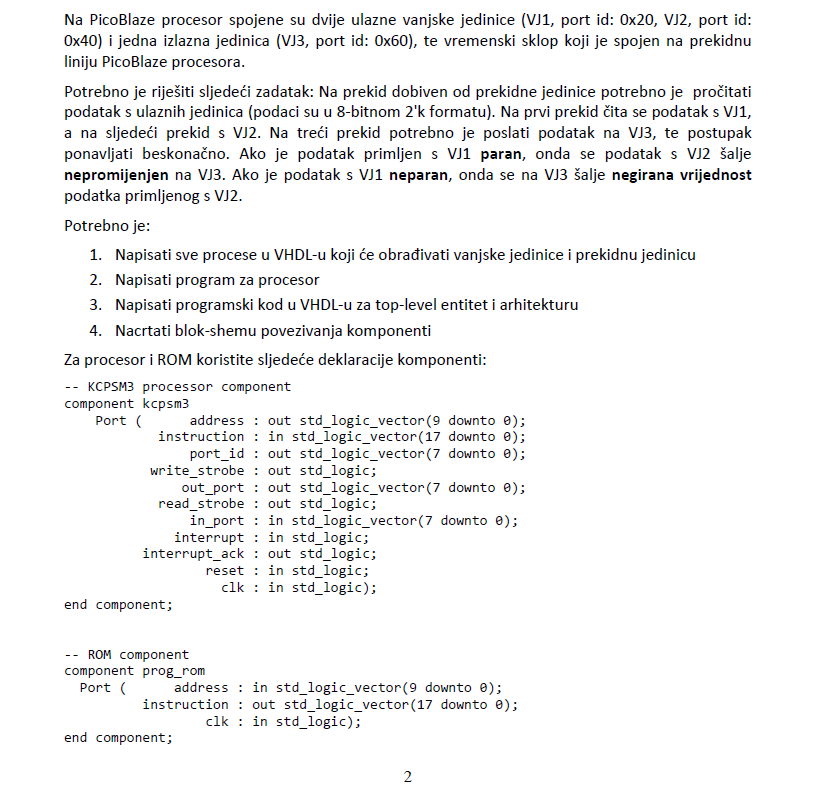 Na PicoBlaze procesor spojene su dvije ulazne vanjske jedinice (VJ1, port id: 0x20, VJ2, port id:
0x40) i jedna izlazna jedinica (VJ3, port id: 0x60), te vremenski sklop koji je spojen na prekidnu
liniju PicoBlaze procesora.
Potrebno je riješiti sljedeći zadatak: Na prekid dobiven od prekidne jedinice potrebno je pročitati
podatak s ulaznih jedinica (podaci su u 8-bitnom 2'k formatu). Na prvi prekid čita se podatak s VJ1,
a na sljedeći prekid s VJ2. Na treći prekid potrebno je poslati podatak na VJ3, te postupak
ponavljati beskonačno. Ako je podatak primljen s VJ1 paran, onda se podatak s VJ2 šalje
nepromijenjen na VJ3. Ako je podatak s VJ1 neparan, onda se na VJ3 šalje negirana vrijednost
podatka primljenog s VJ2.
Potrebno je:
1. Napisati sve procese u VHDL-u koji će obrađivati vanjske jedinice i prekidnu jedinicu
2. Napisati program za procesor
3. Napisati programski kod u VHDL-u za top-level entitet i arhitekturu
4. Nacrtati blok-shemu povezivanja komponenti
Za procesor i ROM koristite sljedeće deklaracije komponenti:
-- KCPSM3 processor component
component kcpsm3
Port ( address : out std_logic_vector(9 downto 0);
instruction : in std_logic_vector(17 downto 0);
port_id : out std_logic_vector(7 downto 0);
write_strobe : out std_logic;
out_port : out std_logic_vector(7 downto 0);
read_strobe : out std_logic;
in_port : in std_logic_vector(7 downto 0);
interrupt : in std_logic;
interrupt_ack : out std_logic;
reset : in std_logic;
clk : in std_logic);
end component;
-- ROM component
component prog_rom
Port ( address : in std_logic_vector(9 downto 0);
instruction : out std_logic_vector(17 downto 0);
clk : in std_logic);
end component;
2